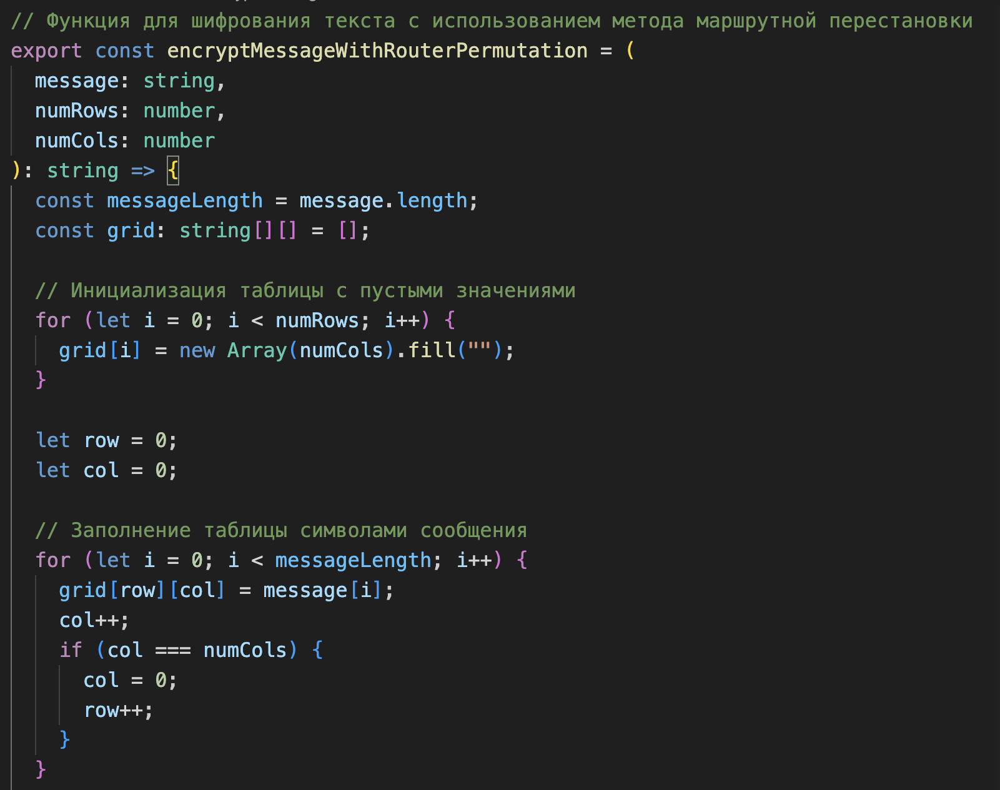 // Функция для шифрования текста с использованием метода маршрутной перестановки
export const encryptMessageWithRouterPermutation = (
  message: string,
  numRows: number,
  numCols: number
): string => {
  const messageLength = message.length;
  const grid: string[][] = [];

  // Инициализация таблицы с пустыми значениями
  for (let i = 0; i < numRows; i++) {
    grid[i] = new Array(numCols).fill("");
  }

  let row = 0;
  let col = 0;

  // Заполнение таблицы символами сообщения
  for (let i = 0; i < messageLength; i++) {
    grid[row][col] = message[i];
    col++;
    if (col === numCols) {
      col = 0;
      row++;
    }
  }